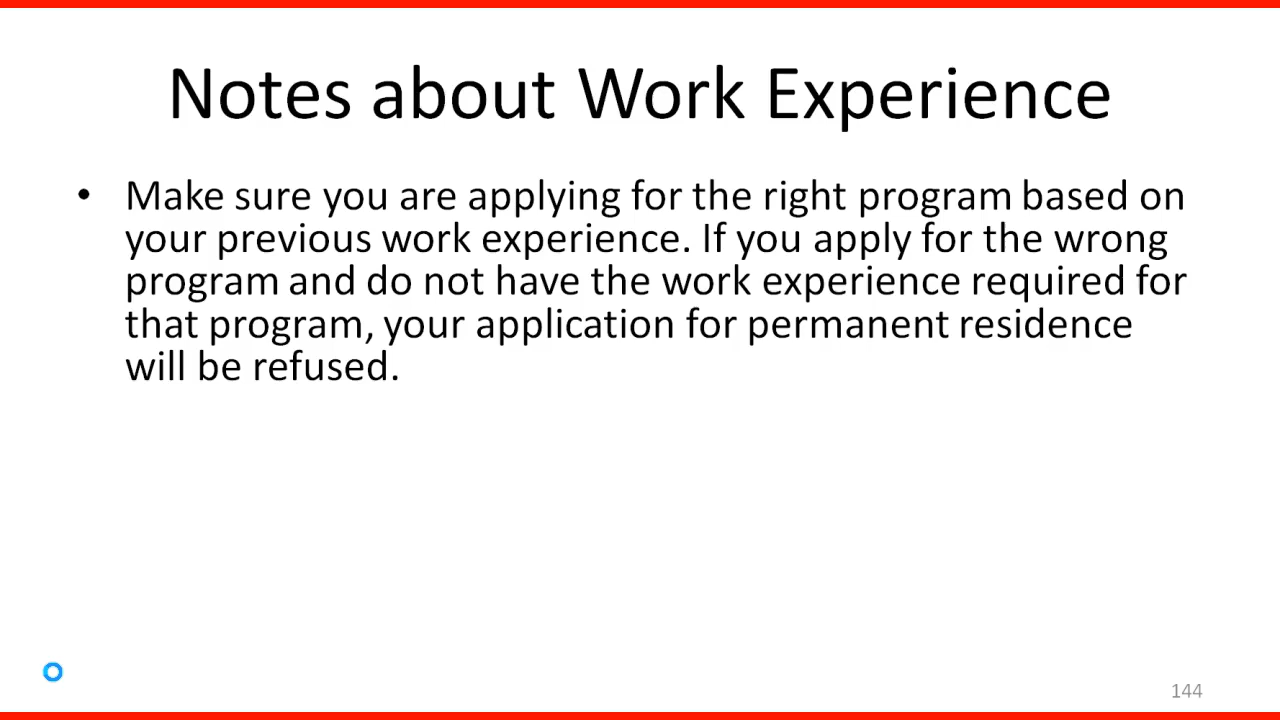 Notes about Work Experience
• Make sure you are applying for the right program based on
your previous work experience. If you apply for the wrong
program and do not have the work experience required for
that program, your application for permanent residence
will be refused.
144